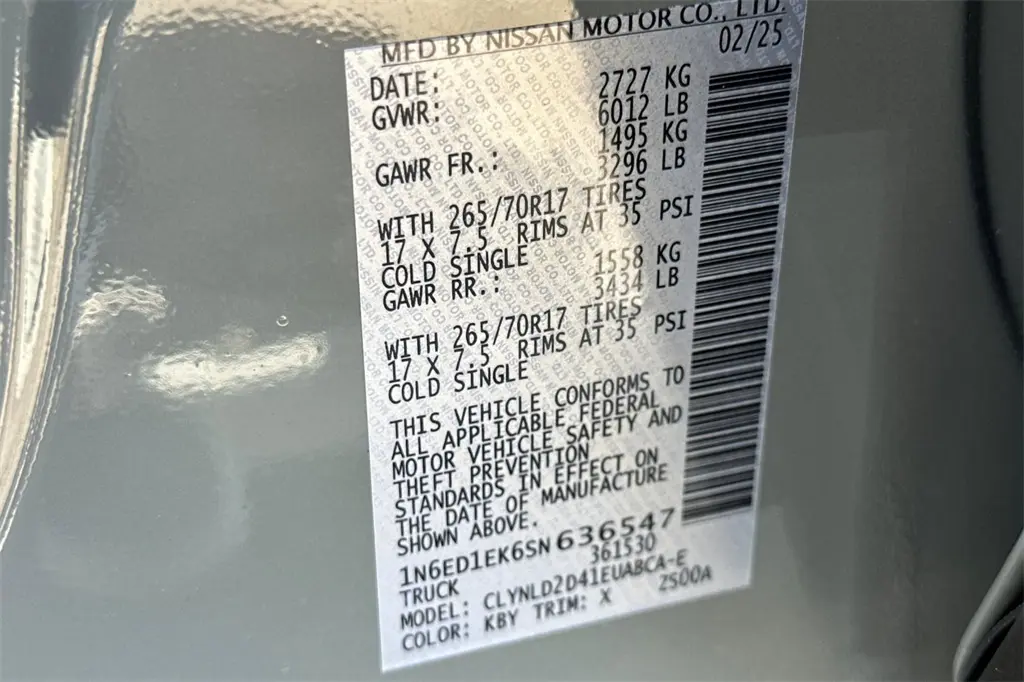 MFD BY NISSAN MOTOR CO., LTD.
DATE: 02/25
GVWR: 2727 KG
6012 LB
GAWR FR.: 1495 KG
3296 LB
WITH 265/70R17 TIRES
17 X 7.5 RIMS AT 35 PSI
COLD SINGLE
GAWR RR.: 1558 KG
3434 LB
WITH 265/70R17 TIRES
17 X 7.5 RIMS AT 35 PSI
COLD SINGLE
THIS VEHICLE CONFORMS TO
ALL APPLICABLE FEDERAL
MOTOR VEHICLE SAFETY AND
THEFT PREVENTION
STANDARDS IN EFFECT ON
THE DATE OF MANUFACTURE
SHOWN ABOVE.
1N6ED1EK6SN636547
TRUCK 361530
MODEL: CLYNLD2D41EUABCA-E
COLOR: KBY TRIM: X ZS00A